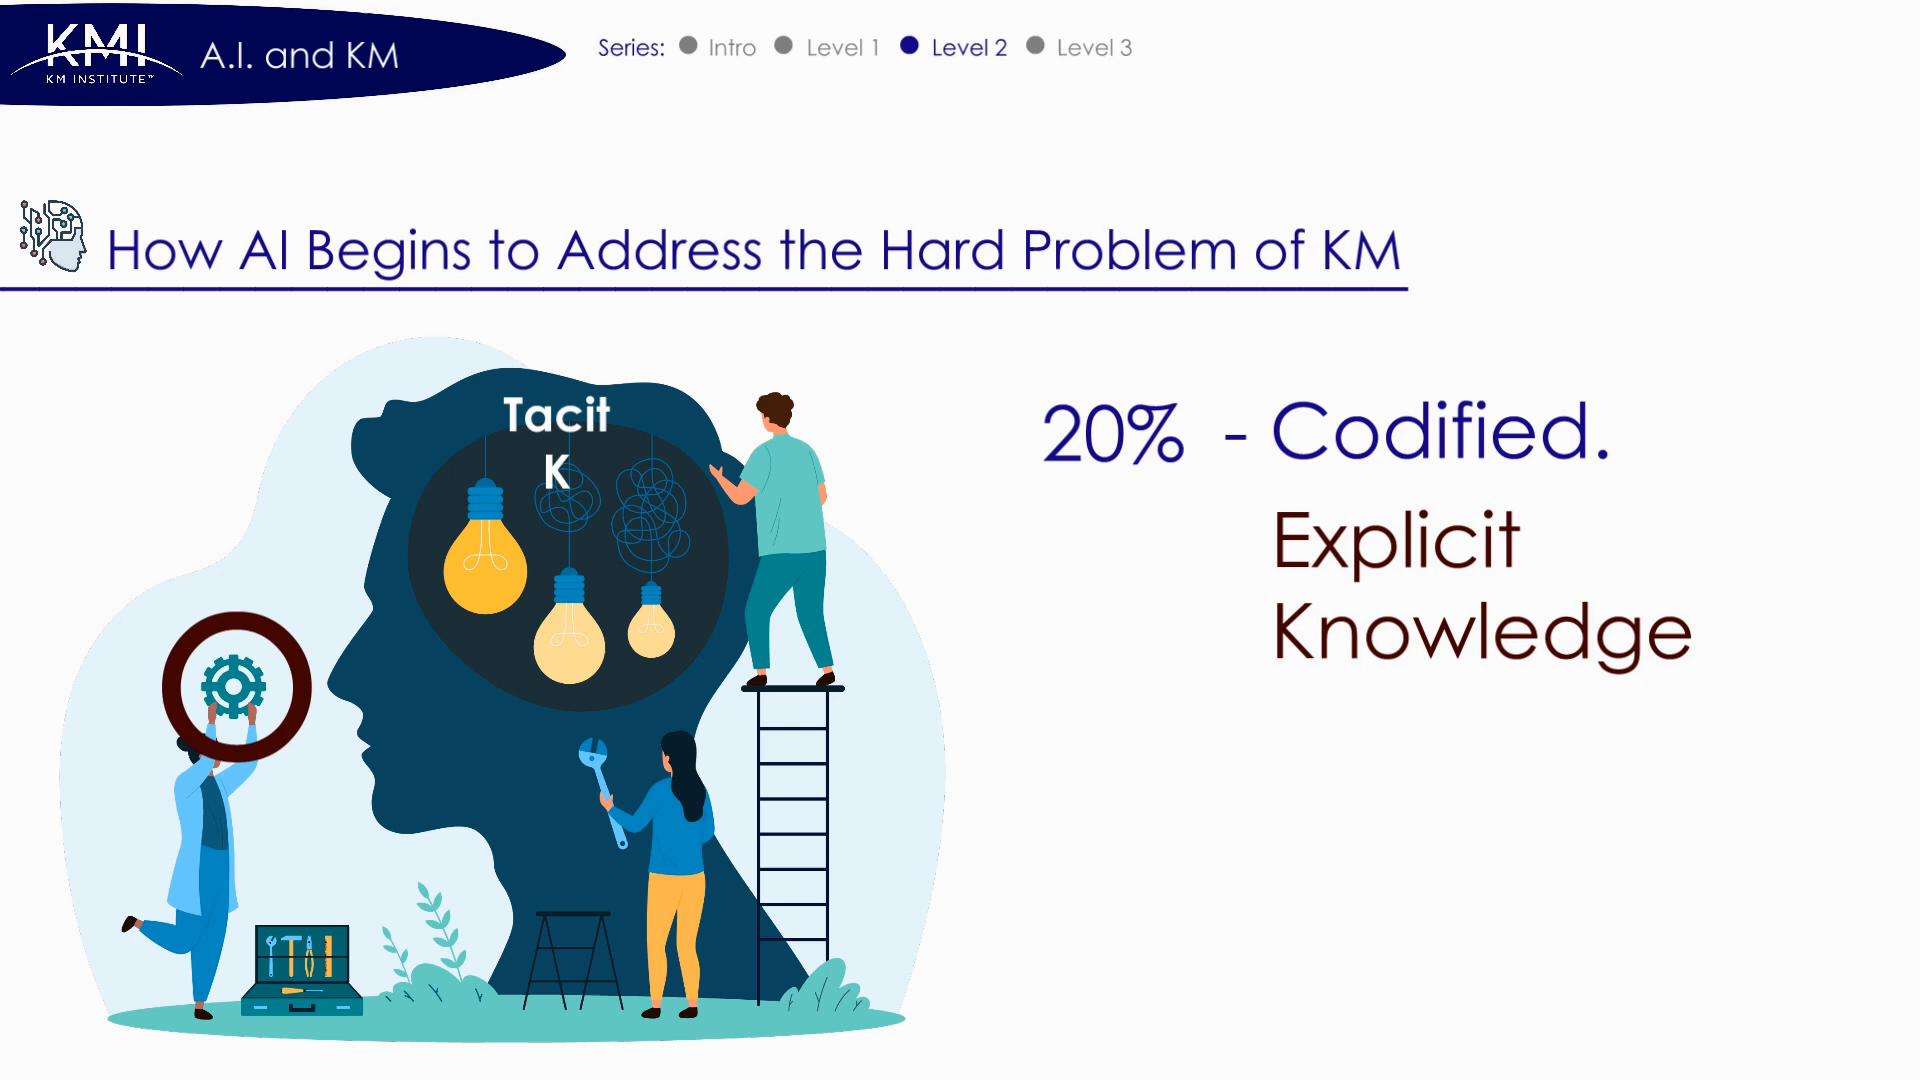 KMI
KM INSTITUTE™
A.I. and KM
Series: Intro Level 1 Level 2 Level 3
How AI Begins to Address the Hard Problem of KM
Tacit
K
20% - Codified.
Explicit
Knowledge